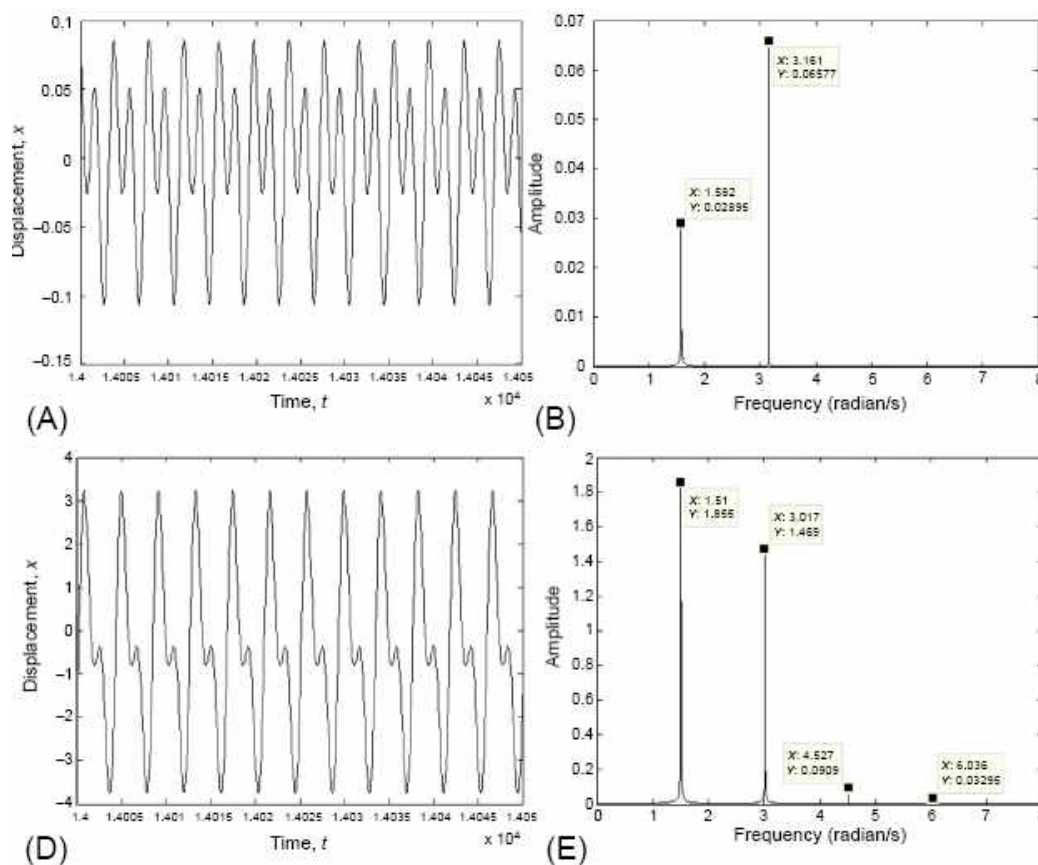 0.1
0.05
0
–0.05
–0.1
–0.15
Displacement, x
1.4 1.4005 1.401 1.4015 1.402 1.4025 1.403 1.4035 1.404 1.4045 1.405
Time, t
x 10⁴
(A)
0.07
0.06
0.05
0.04
0.03
0.02
0.01
0
Amplitude
X: 3.161
Y: 0.06577
X: 1.582
Y: 0.02895
0 1 2 3 4 5 6 7 8
Frequency (radian/s)
(B)
4
3
2
1
0
–1
–2
–3
–4
Displacement, x
1.4 1.4005 1.401 1.4015 1.402 1.4025 1.403 1.4035 1.404 1.4045 1.405
Time, t
x 10⁴
(D)
2
1.8
1.6
1.4
1.2
1
0.8
0.6
0.4
0.2
0
Amplitude
X: 1.51
Y: 1.855
X: 3.017
Y: 1.469
X: 4.527
Y: 0.0909
X: 6.036
Y: 0.03295
0 1 2 3 4 5 6 7
Frequency (radian/s)
(E)